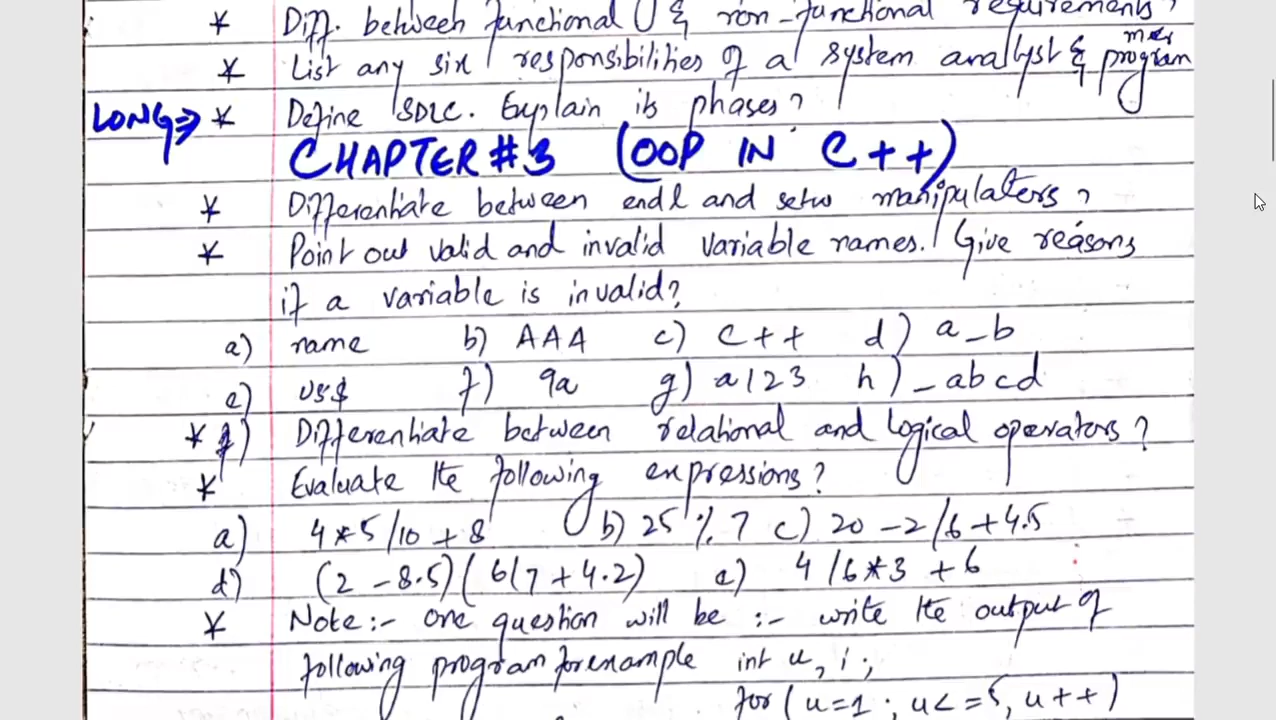 * Diff. between functional & non-functional requirements?
* List any six responsibilities of a system analyst & programmer
LONG⇒ * Define SDLC. Explain its phases?
CHAPTER #3 (OOP IN C++)
* Differentiate between endl and setw manipulaters?
* Point out valid and invalid variable names. Give reasons
if a variable is invalid?
a) name b) AAA c) C++ d) a_b
e) US$ f) 9a g) a123 h) _abcd
* f) Differentiate between relational and logical operators?
* Evaluate the following expressions?
a) 4*5/10+8 b) 25 % 7 c) 20 -2/6+4.5
d) (2 -8.5)(6(7+4.2) e) 4/6*3 +6
* Note:- one question will be :- write the output of
following program for example int u, i;
for (u=1; u<=5, u++)